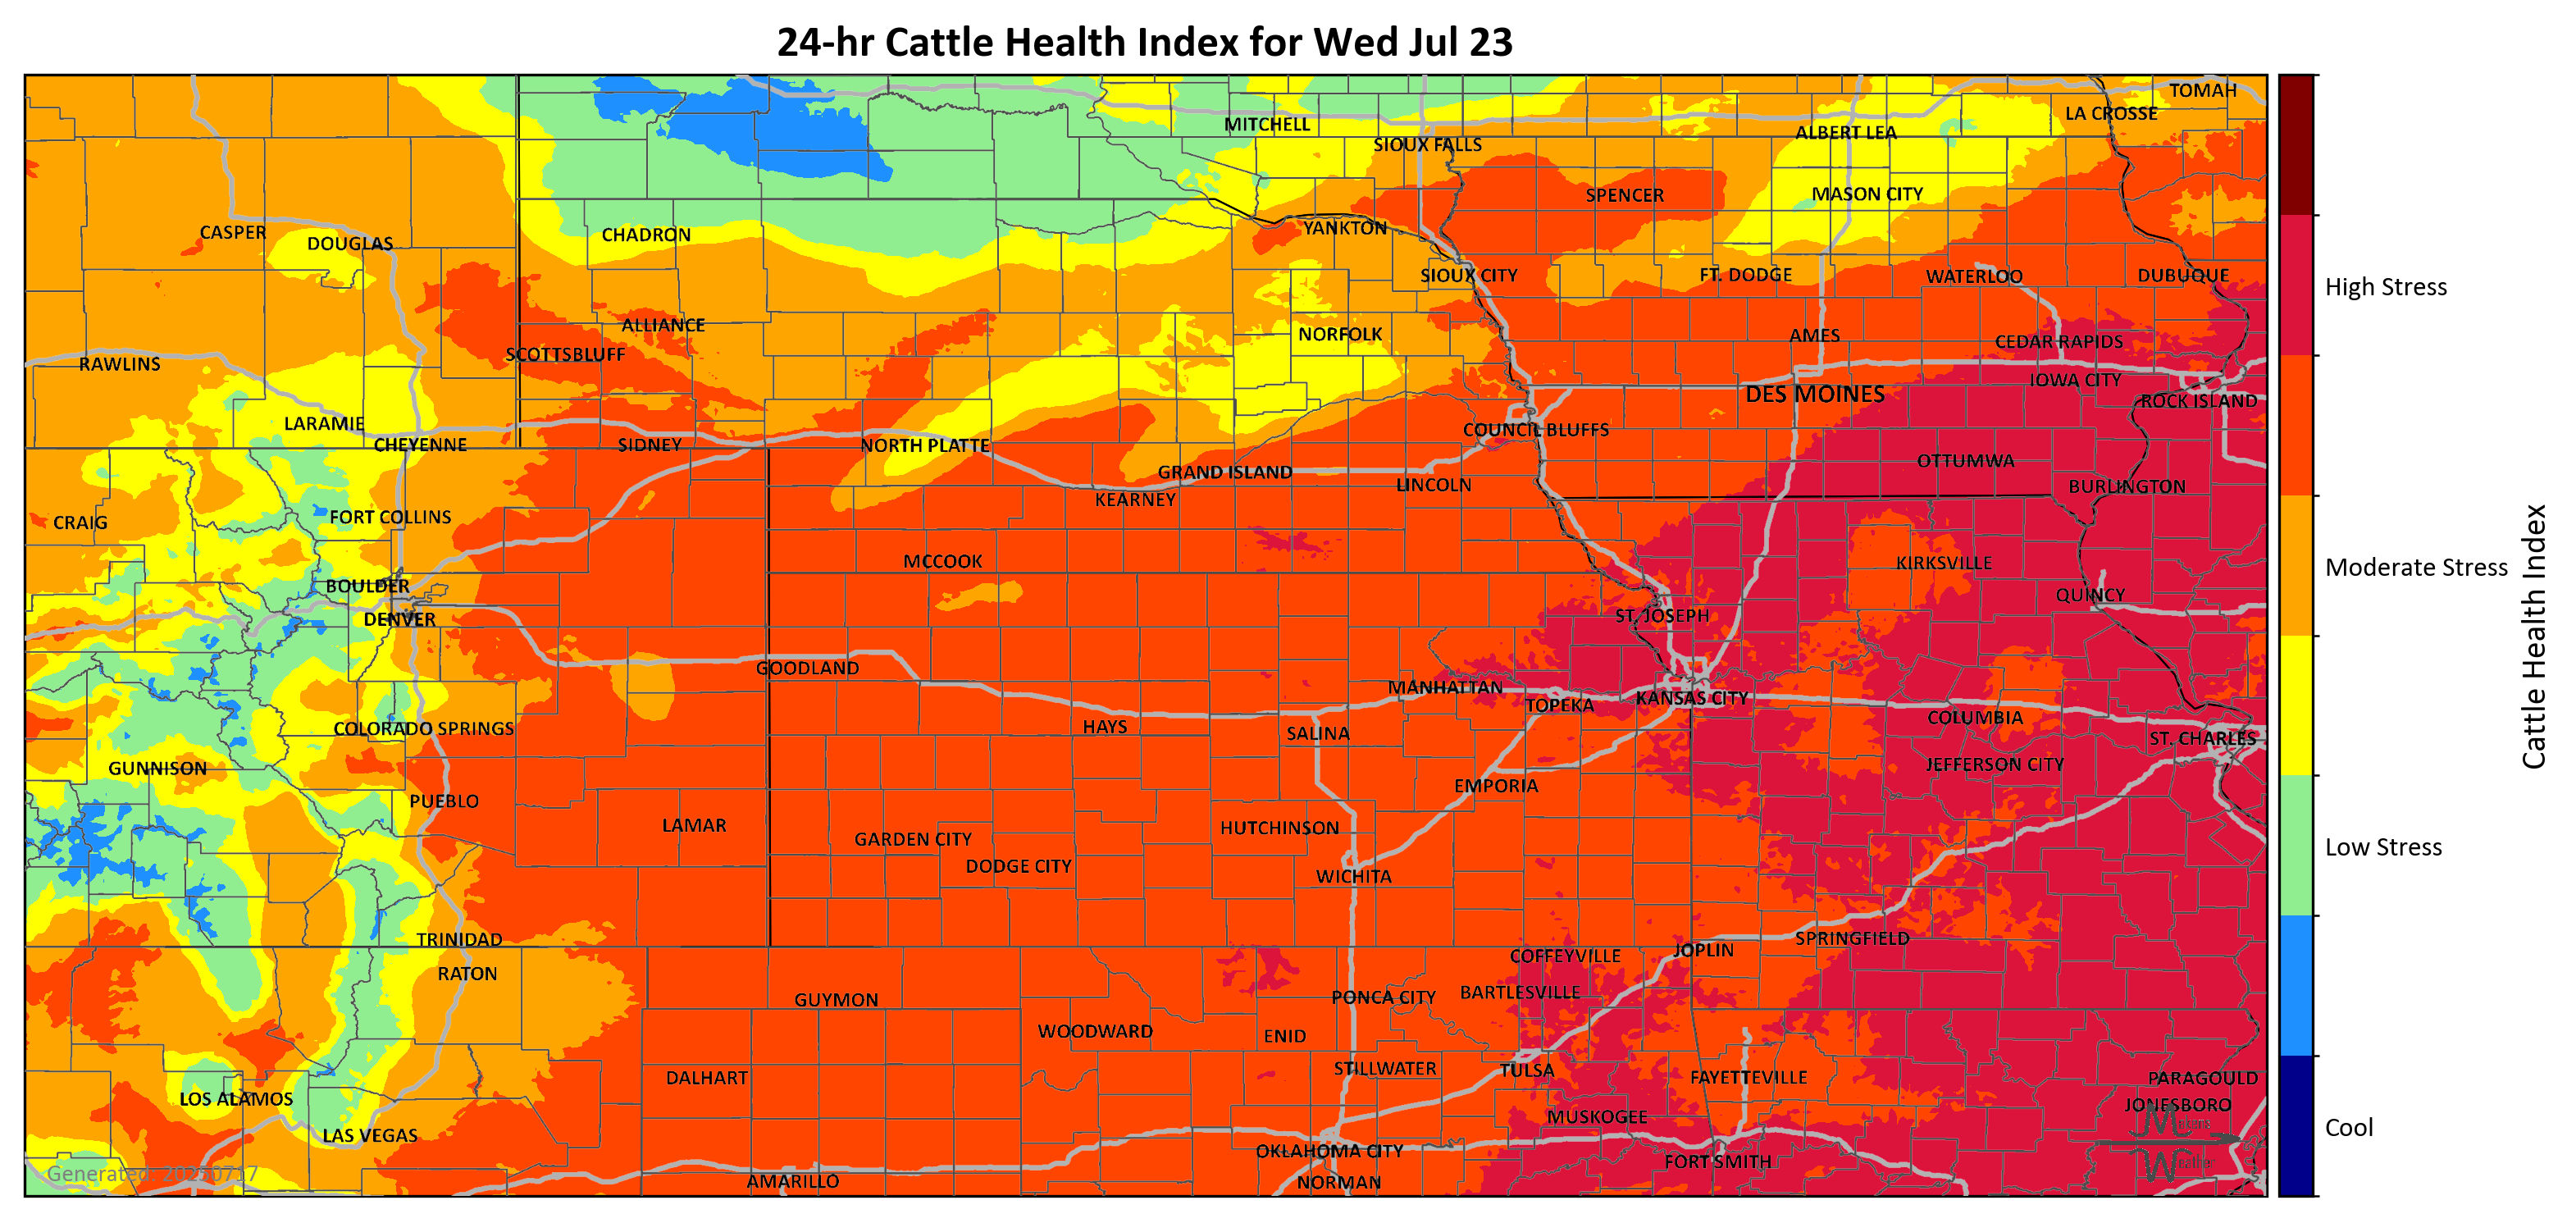 24-hr Cattle Health Index for Wed Jul 23
TOMAH
LA CROSSE
MITCHELL
ALBERT LEA
SIOUX FALLS
SPENCER
MASON CITY
CASPER
DOUGLAS
CHADRON
YANKTON
SIOUX CITY
FT. DODGE
WATERLOO
DUBUQUE
High Stress
ALLIANCE
NORFOLK
AMES
CEDAR RAPIDS
SCOTTSBLUFF
RAWLINS
IOWA CITY
DES MOINES
ROCK ISLAND
LARAMIE
COUNCIL BLUFFS
CHEYENNE
SIDNEY
NORTH PLATTE
OTTUMWA
GRAND ISLAND
LINCOLN
BURLINGTON
KEARNEY
CRAIG
FORT COLLINS
MCCOOK
KIRKSVILLE
Moderate Stress
BOULDER
QUINCY
DENVER
ST. JOSEPH
Cattle Health Index
GOODLAND
MANHATTAN
KANSAS CITY
TOPEKA
COLUMBIA
COLORADO SPRINGS
HAYS
SALINA
ST. CHARLES
GUNNISON
JEFFERSON CITY
EMPORIA
PUEBLO
LAMAR
HUTCHINSON
GARDEN CITY
Low Stress
DODGE CITY
WICHITA
TRINIDAD
SPRINGFIELD
JOPLIN
COFFEYVILLE
RATON
BARTLESVILLE
PONCA CITY
GUYMON
WOODWARD
ENID
STILLWATER
TULSA
DALHART
FAYETTEVILLE
PARAGOULD
LOS ALAMOS
JONESBORO
MUSKOGEE
Cool
LAS VEGAS
OKLAHOMA CITY
FORT SMITH
Generated: 20250717
AMARILLO
NORMAN